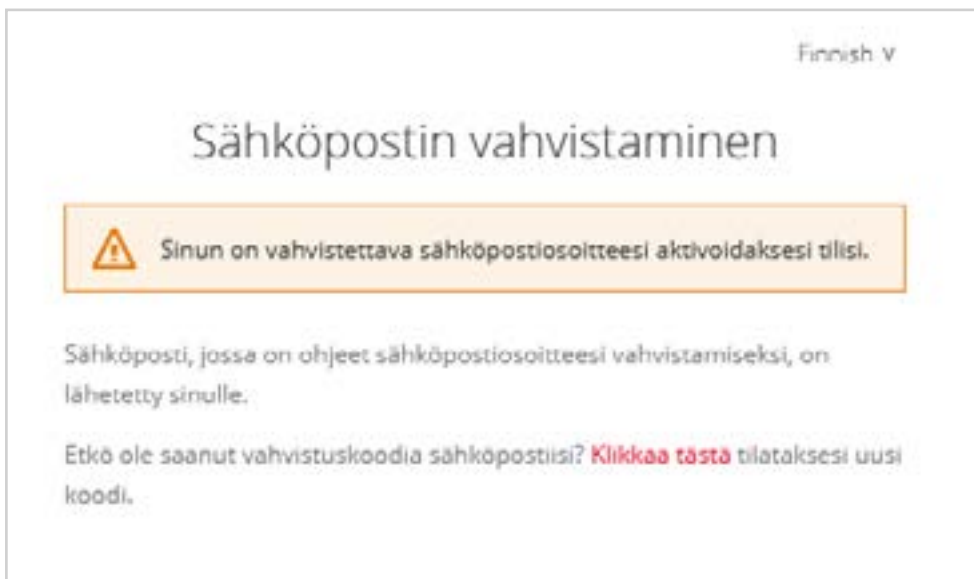 Finnish v
Sähköpostin vahvistaminen
Sinun on vahvistettava sähköpostiosoitteesi aktivoidaksesi tilisi.
Sähköposti, jossa on ohjeet sähköpostiosoitteesi vahvistamiseksi, on
lähetetty sinulle.
Etkö ole saanut vahvistuskoodia sähköpostiisi? Klikkaa tästä tilataksesi uusi
koodi.